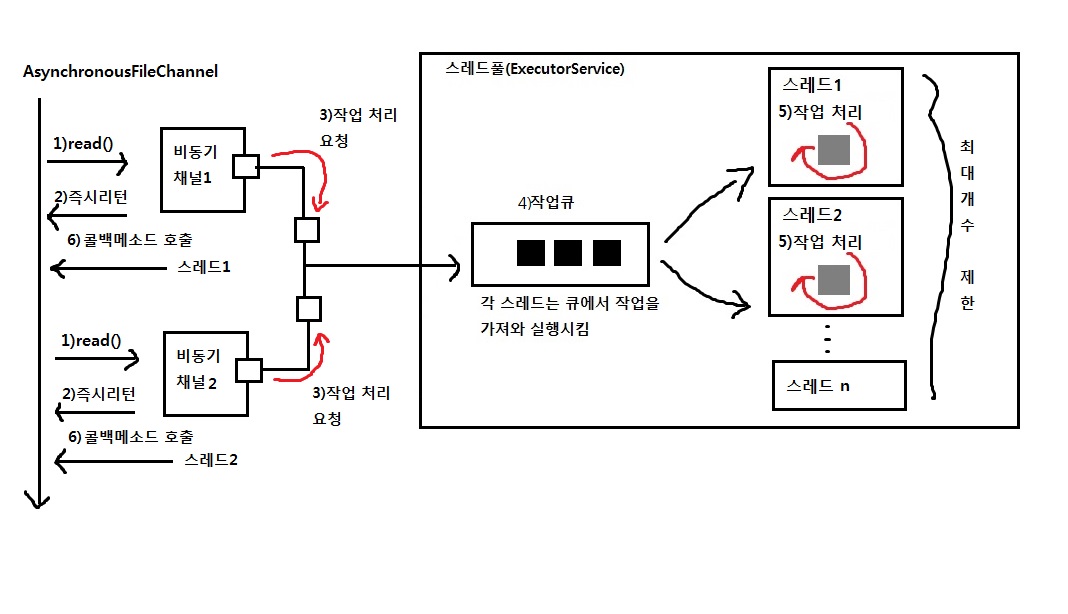 AsynchronousFileChannel
1)read()
2)즉시리턴
6)콜백메소드 호출
스레드1
비동기
채널1
3)작업 처리
요청
1)read()
2)즉시리턴
6)콜백메소드 호출
스레드2
비동기
채널2
3)작업 처리
요청
스레드풀(ExecutorService)
4)작업큐
각 스레드는 큐에서 작업을
가져와 실행시킴
스레드1
5)작업 처리
스레드2
5)작업 처리
스레드 n
최
대
개
수
제
한